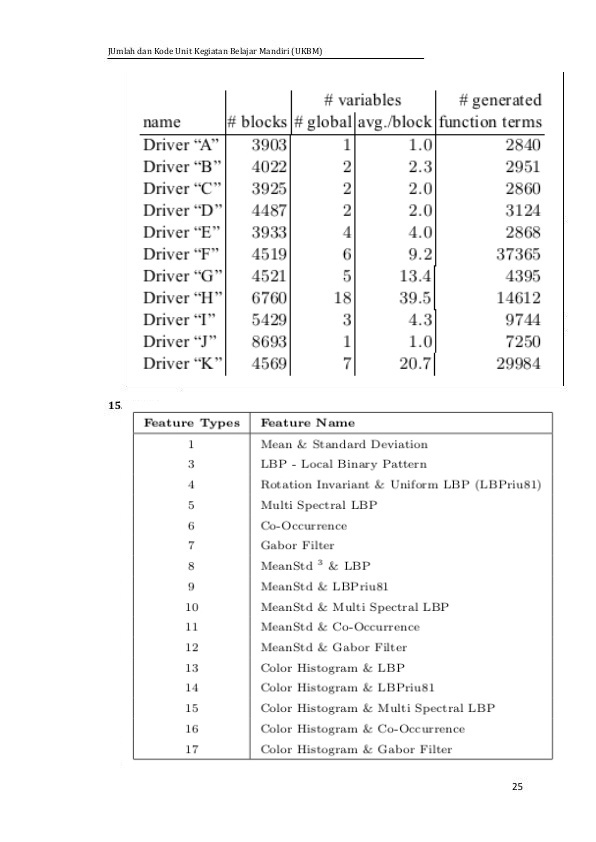 JUmlah dan Kode Unit Kegiatan Belajar Mandiri (UKBM)
# variables # generated
name # blocks # global avg./block function terms
Driver “A” 3903 1 1.0 2840
Driver “B” 4022 2 2.3 2951
Driver “C” 3925 2 2.0 2860
Driver “D” 4487 2 2.0 3124
Driver “E” 3933 4 4.0 2868
Driver “F” 4519 6 9.2 37365
Driver “G” 4521 5 13.4 4395
Driver “H” 6760 18 39.5 14612
Driver “I” 5429 3 4.3 9744
Driver “J” 8693 1 1.0 7250
Driver “K” 4569 7 20.7 29984
15.
Feature Types Feature Name
1 Mean & Standard Deviation
3 LBP - Local Binary Pattern
4 Rotation Invariant & Uniform LBP (LBPriu81)
5 Multi Spectral LBP
6 Co-Occurrence
7 Gabor Filter
8 MeanStd 3 & LBP
9 MeanStd & LBPriu81
10 MeanStd & Multi Spectral LBP
11 MeanStd & Co-Occurrence
12 MeanStd & Gabor Filter
13 Color Histogram & LBP
14 Color Histogram & LBPriu81
15 Color Histogram & Multi Spectral LBP
16 Color Histogram & Co-Occurrence
17 Color Histogram & Gabor Filter
25